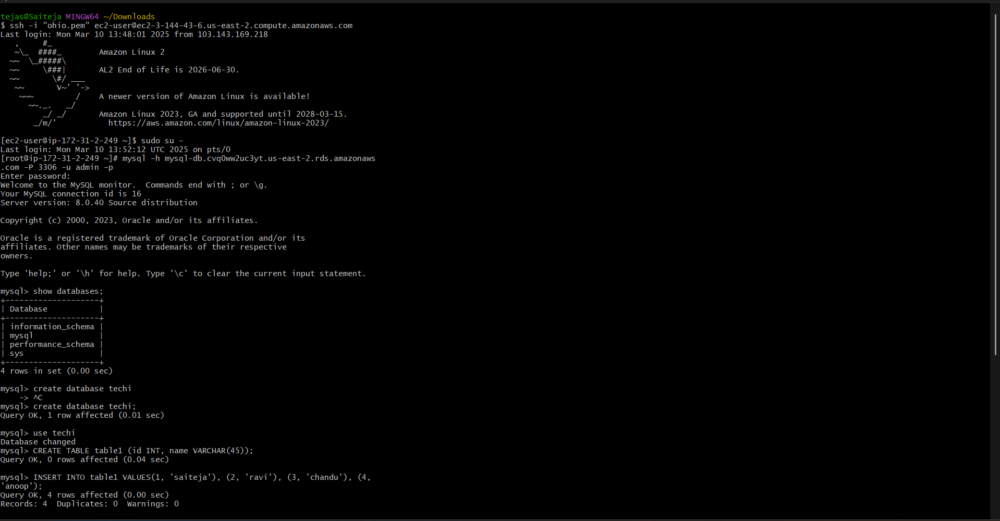 tejas@Saiteja MINGW64 ~/Downloads
$ ssh -i "ohio.pem" ec2-user@ec2-3-144-43-6.us-east-2.compute.amazonaws.com
Last login: Mon Mar 10 13:48:01 2025 from 103.143.169.218
   ,     #_
   ~\_  ####_        Amazon Linux 2
  ~~  \_#####\
  ~~     \###|       AL2 End of Life is 2026-06-30.
  ~~       \#/ ___
   ~~       V~' '->
    ~~~         /    A newer version of Amazon Linux is available!
      ~~._.   _/
         _/ _/       Amazon Linux 2023, GA and supported until 2028-03-15.
       _/m/'           https://aws.amazon.com/linux/amazon-linux-2023/

[ec2-user@ip-172-31-2-249 ~]$ sudo su -
Last login: Mon Mar 10 13:52:12 UTC 2025 on pts/0
[root@ip-172-31-2-249 ~]# mysql -h mysql-db.cvq0ww2uc3yt.us-east-2.rds.amazonaws
.com -P 3306 -u admin -p
Enter password:
Welcome to the MySQL monitor.  Commands end with ; or \g.
Your MySQL connection id is 16
Server version: 8.0.40 Source distribution

Copyright (c) 2000, 2023, Oracle and/or its affiliates.

Oracle is a registered trademark of Oracle Corporation and/or its
affiliates. Other names may be trademarks of their respective
owners.

Type 'help;' or '\h' for help. Type '\c' to clear the current input statement.

mysql> show databases;
+--------------------+
| Database           |
+--------------------+
| information_schema |
| mysql              |
| performance_schema |
| sys                |
+--------------------+
4 rows in set (0.00 sec)

mysql> create database techi
    -> ^C
mysql> create database techi;
Query OK, 1 row affected (0.01 sec)

mysql> use techi
Database changed
mysql> CREATE TABLE table1 (id INT, name VARCHAR(45));
Query OK, 0 rows affected (0.04 sec)

mysql> INSERT INTO table1 VALUES(1, 'saiteja'), (2, 'ravi'), (3, 'chandu'), (4,
'anoop');
Query OK, 4 rows affected (0.00 sec)
Records: 4  Duplicates: 0  Warnings: 0